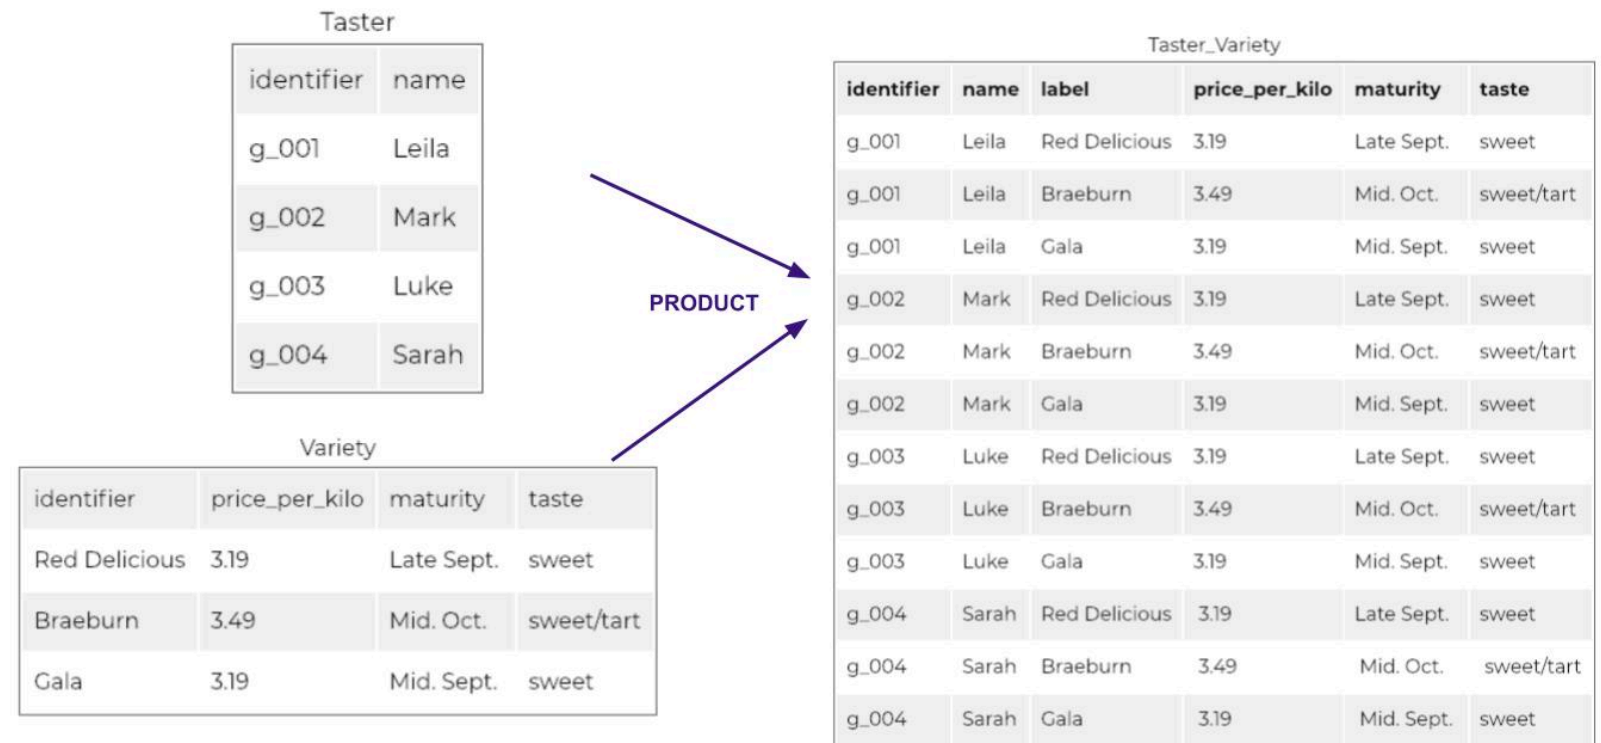 Taster
identifier name
g_001 Leila
g_002 Mark
g_003 Luke
g_004 Sarah
Variety
identifier price_per_kilo maturity taste
Red Delicious 3.19 Late Sept. sweet
Braeburn 3.49 Mid. Oct. sweet/tart
Gala 3.19 Mid. Sept. sweet
PRODUCT
Taster_Variety
identifier name label price_per_kilo maturity taste
g_001 Leila Red Delicious 3.19 Late Sept. sweet
g_001 Leila Braeburn 3.49 Mid. Oct. sweet/tart
g_001 Leila Gala 3.19 Mid. Sept. sweet
g_002 Mark Red Delicious 3.19 Late Sept. sweet
g_002 Mark Braeburn 3.49 Mid. Oct. sweet/tart
g_002 Mark Gala 3.19 Mid. Sept. sweet
g_003 Luke Red Delicious 3.19 Late Sept. sweet
g_003 Luke Braeburn 3.49 Mid. Oct. sweet/tart
g_003 Luke Gala 3.19 Mid. Sept. sweet
g_004 Sarah Red Delicious 3.19 Late Sept. sweet
g_004 Sarah Braeburn 3.49 Mid. Oct. sweet/tart
g_004 Sarah Gala 3.19 Mid. Sept. sweet